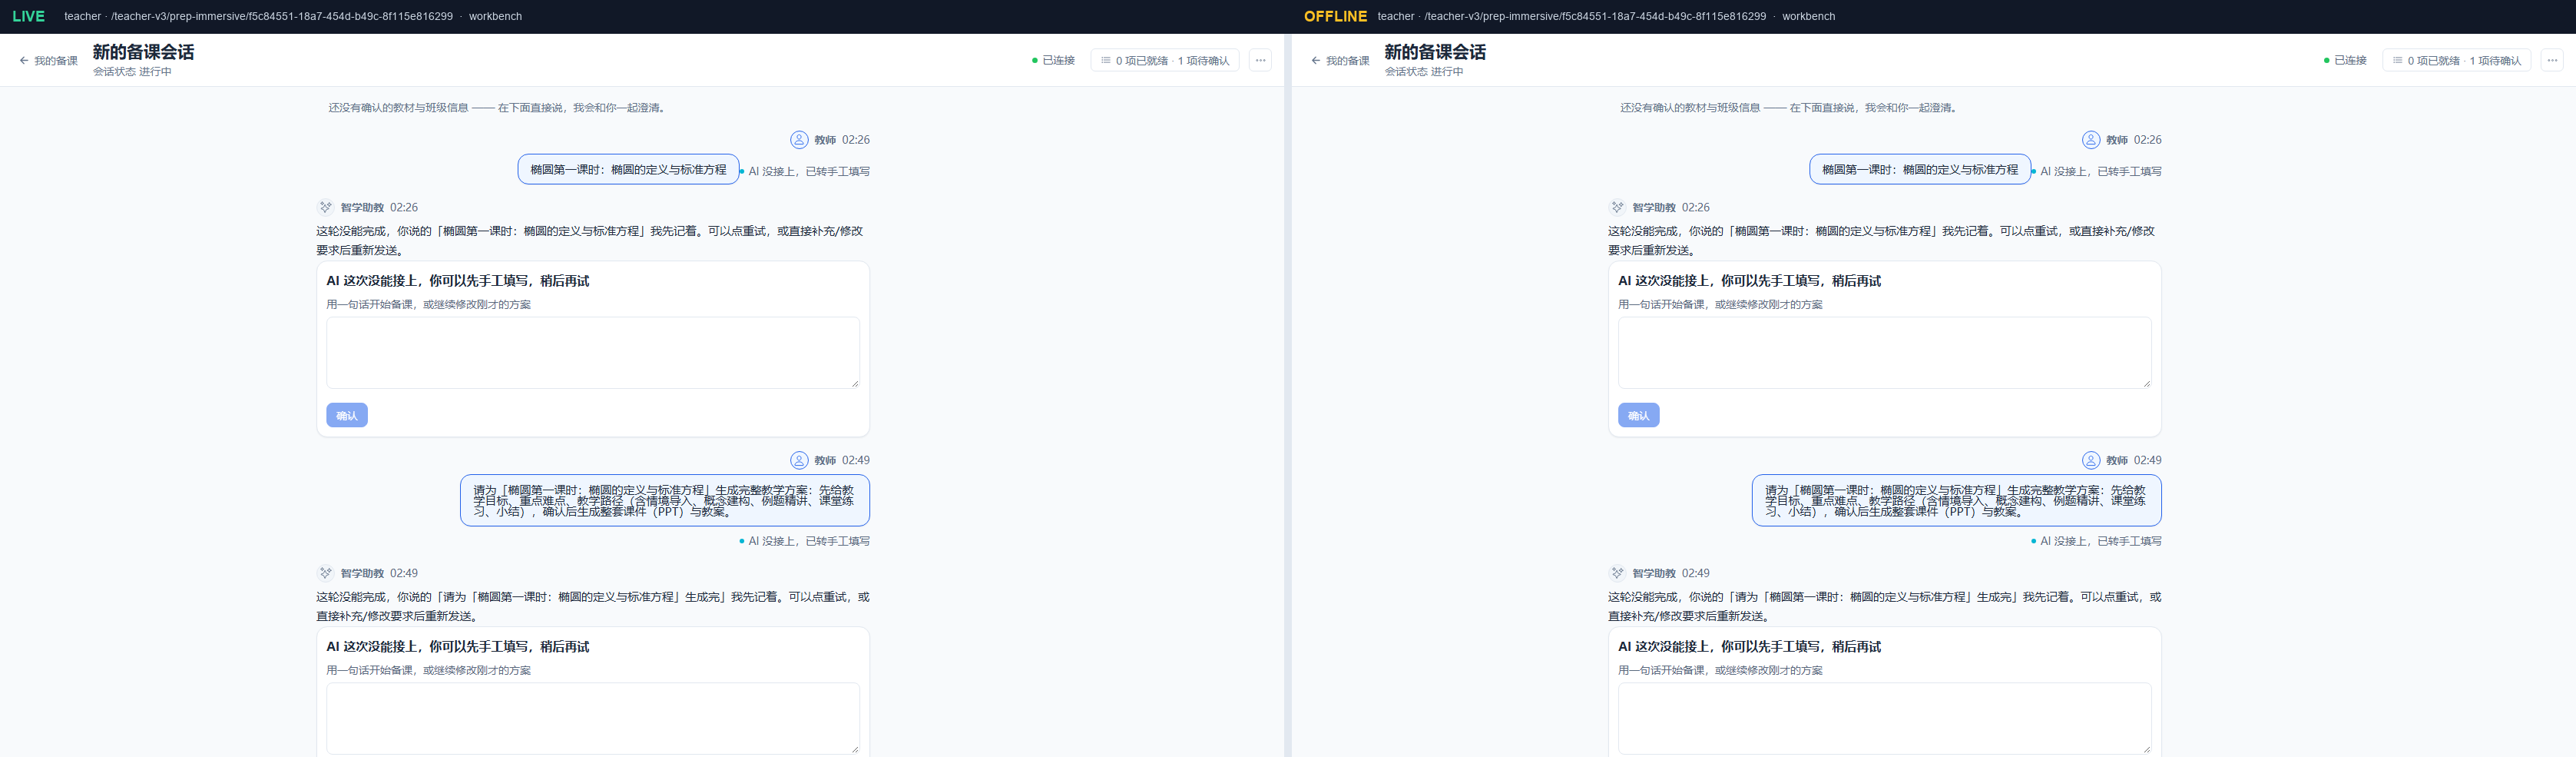 LIVE teacher · /teacher-v3/prep-immersive/f5c84551-18a7-454d-b49c-8f115e816299 · workbench
← 我的备课 新的备课会话
会话状态 进行中
已连接 0 项已就绪 · 1 项待确认 ···
还没有确认的教材与班级信息 —— 在下面直接说，我会和你一起澄清。
教师 02:26
椭圆第一课时：椭圆的定义与标准方程
AI 没接上，已转手工填写
智学助教 02:26
这轮没能完成，你说的「椭圆第一课时：椭圆的定义与标准方程」我先记着。可以点重试，或直接补充/修改
要求后重新发送。
AI 这次没能接上，你可以先手工填写，稍后再试
用一句话开始备课，或继续修改刚才的方案
确认
教师 02:49
请为「椭圆第一课时：椭圆的定义与标准方程」生成完整教学方案：先给教
学目标、重点难点、教学路径（含情境导入、概念建构、例题精讲、课堂练
习、小结），确认后生成整套课件（PPT）与教案。
AI 没接上，已转手工填写
智学助教 02:49
这轮没能完成，你说的「请为「椭圆第一课时：椭圆的定义与标准方程」生成完」我先记着。可以点重试，或
直接补充/修改要求后重新发送。
AI 这次没能接上，你可以先手工填写，稍后再试
用一句话开始备课，或继续修改刚才的方案
OFFLINE teacher · /teacher-v3/prep-immersive/f5c84551-18a7-454d-b49c-8f115e816299 · workbench
← 我的备课 新的备课会话
会话状态 进行中
已连接 0 项已就绪 · 1 项待确认 ···
还没有确认的教材与班级信息 —— 在下面直接说，我会和你一起澄清。
教师 02:26
椭圆第一课时：椭圆的定义与标准方程
AI 没接上，已转手工填写
智学助教 02:26
这轮没能完成，你说的「椭圆第一课时：椭圆的定义与标准方程」我先记着。可以点重试，或直接补充/修改
要求后重新发送。
AI 这次没能接上，你可以先手工填写，稍后再试
用一句话开始备课，或继续修改刚才的方案
确认
教师 02:49
请为「椭圆第一课时：椭圆的定义与标准方程」生成完整教学方案：先给教
学目标、重点难点、教学路径（含情境导入、概念建构、例题精讲、课堂练
习、小结），确认后生成整套课件（PPT）与教案。
AI 没接上，已转手工填写
智学助教 02:49
这轮没能完成，你说的「请为「椭圆第一课时：椭圆的定义与标准方程」生成完」我先记着。可以点重试，或
直接补充/修改要求后重新发送。
AI 这次没能接上，你可以先手工填写，稍后再试
用一句话开始备课，或继续修改刚才的方案